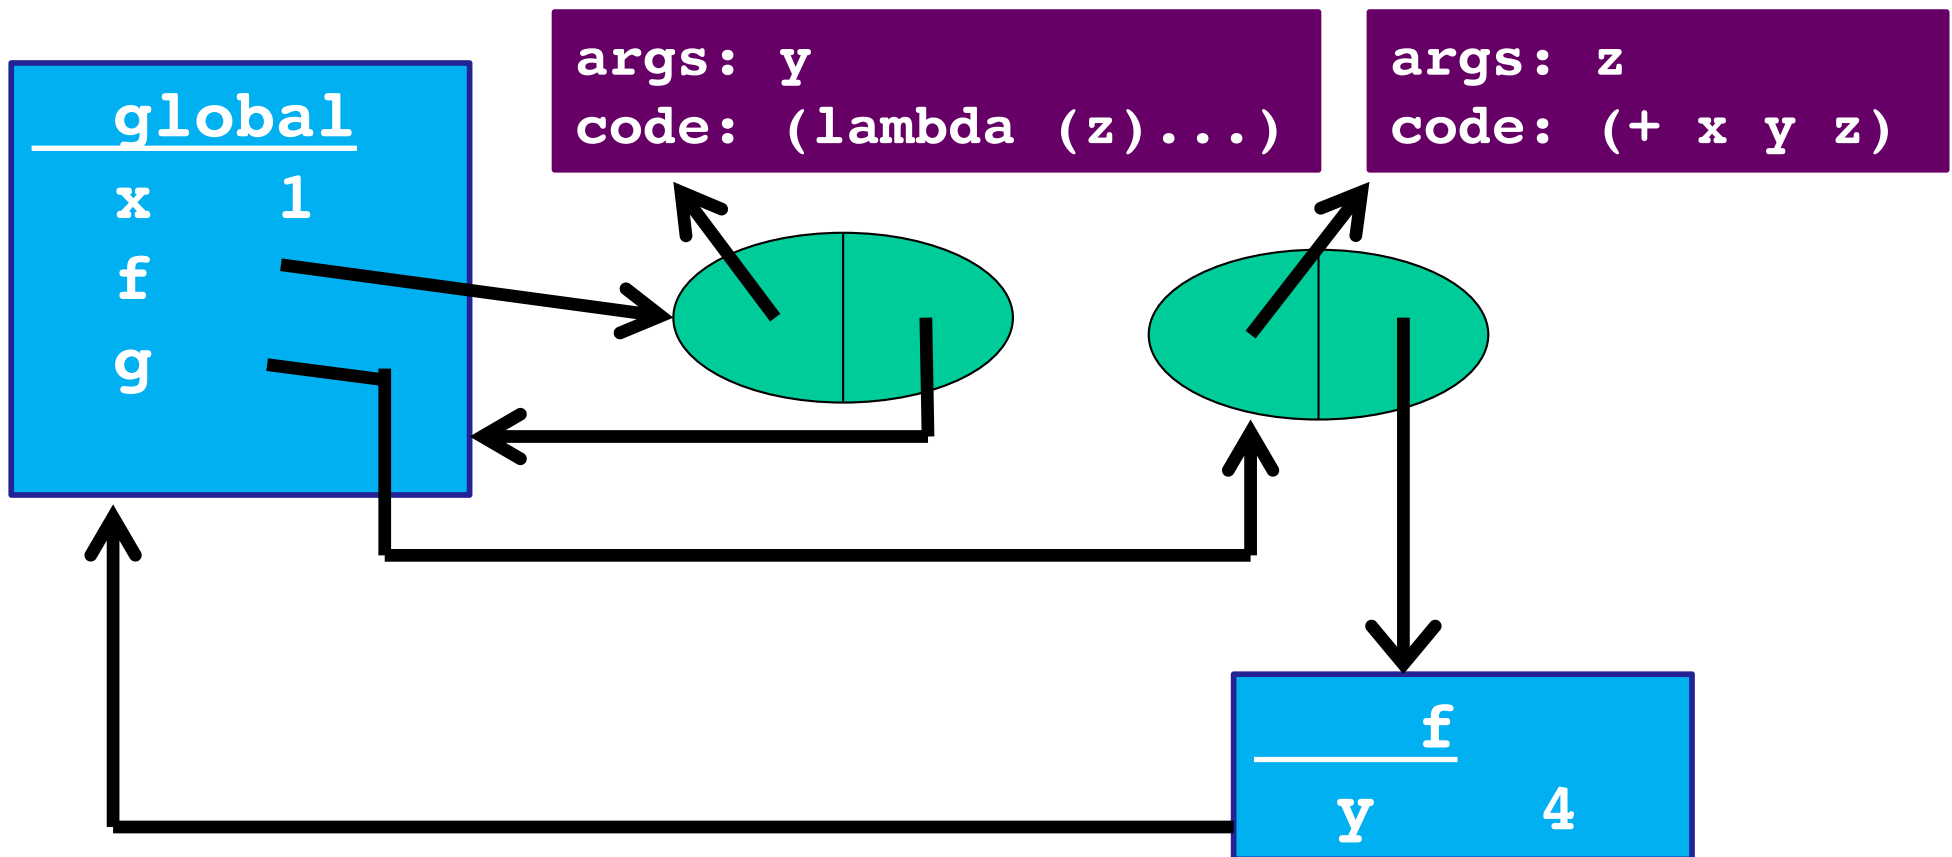 args: y
code: (lambda (z)...)
args: z
code: (+ x y z)
global
x 1
f
g
f
y 4